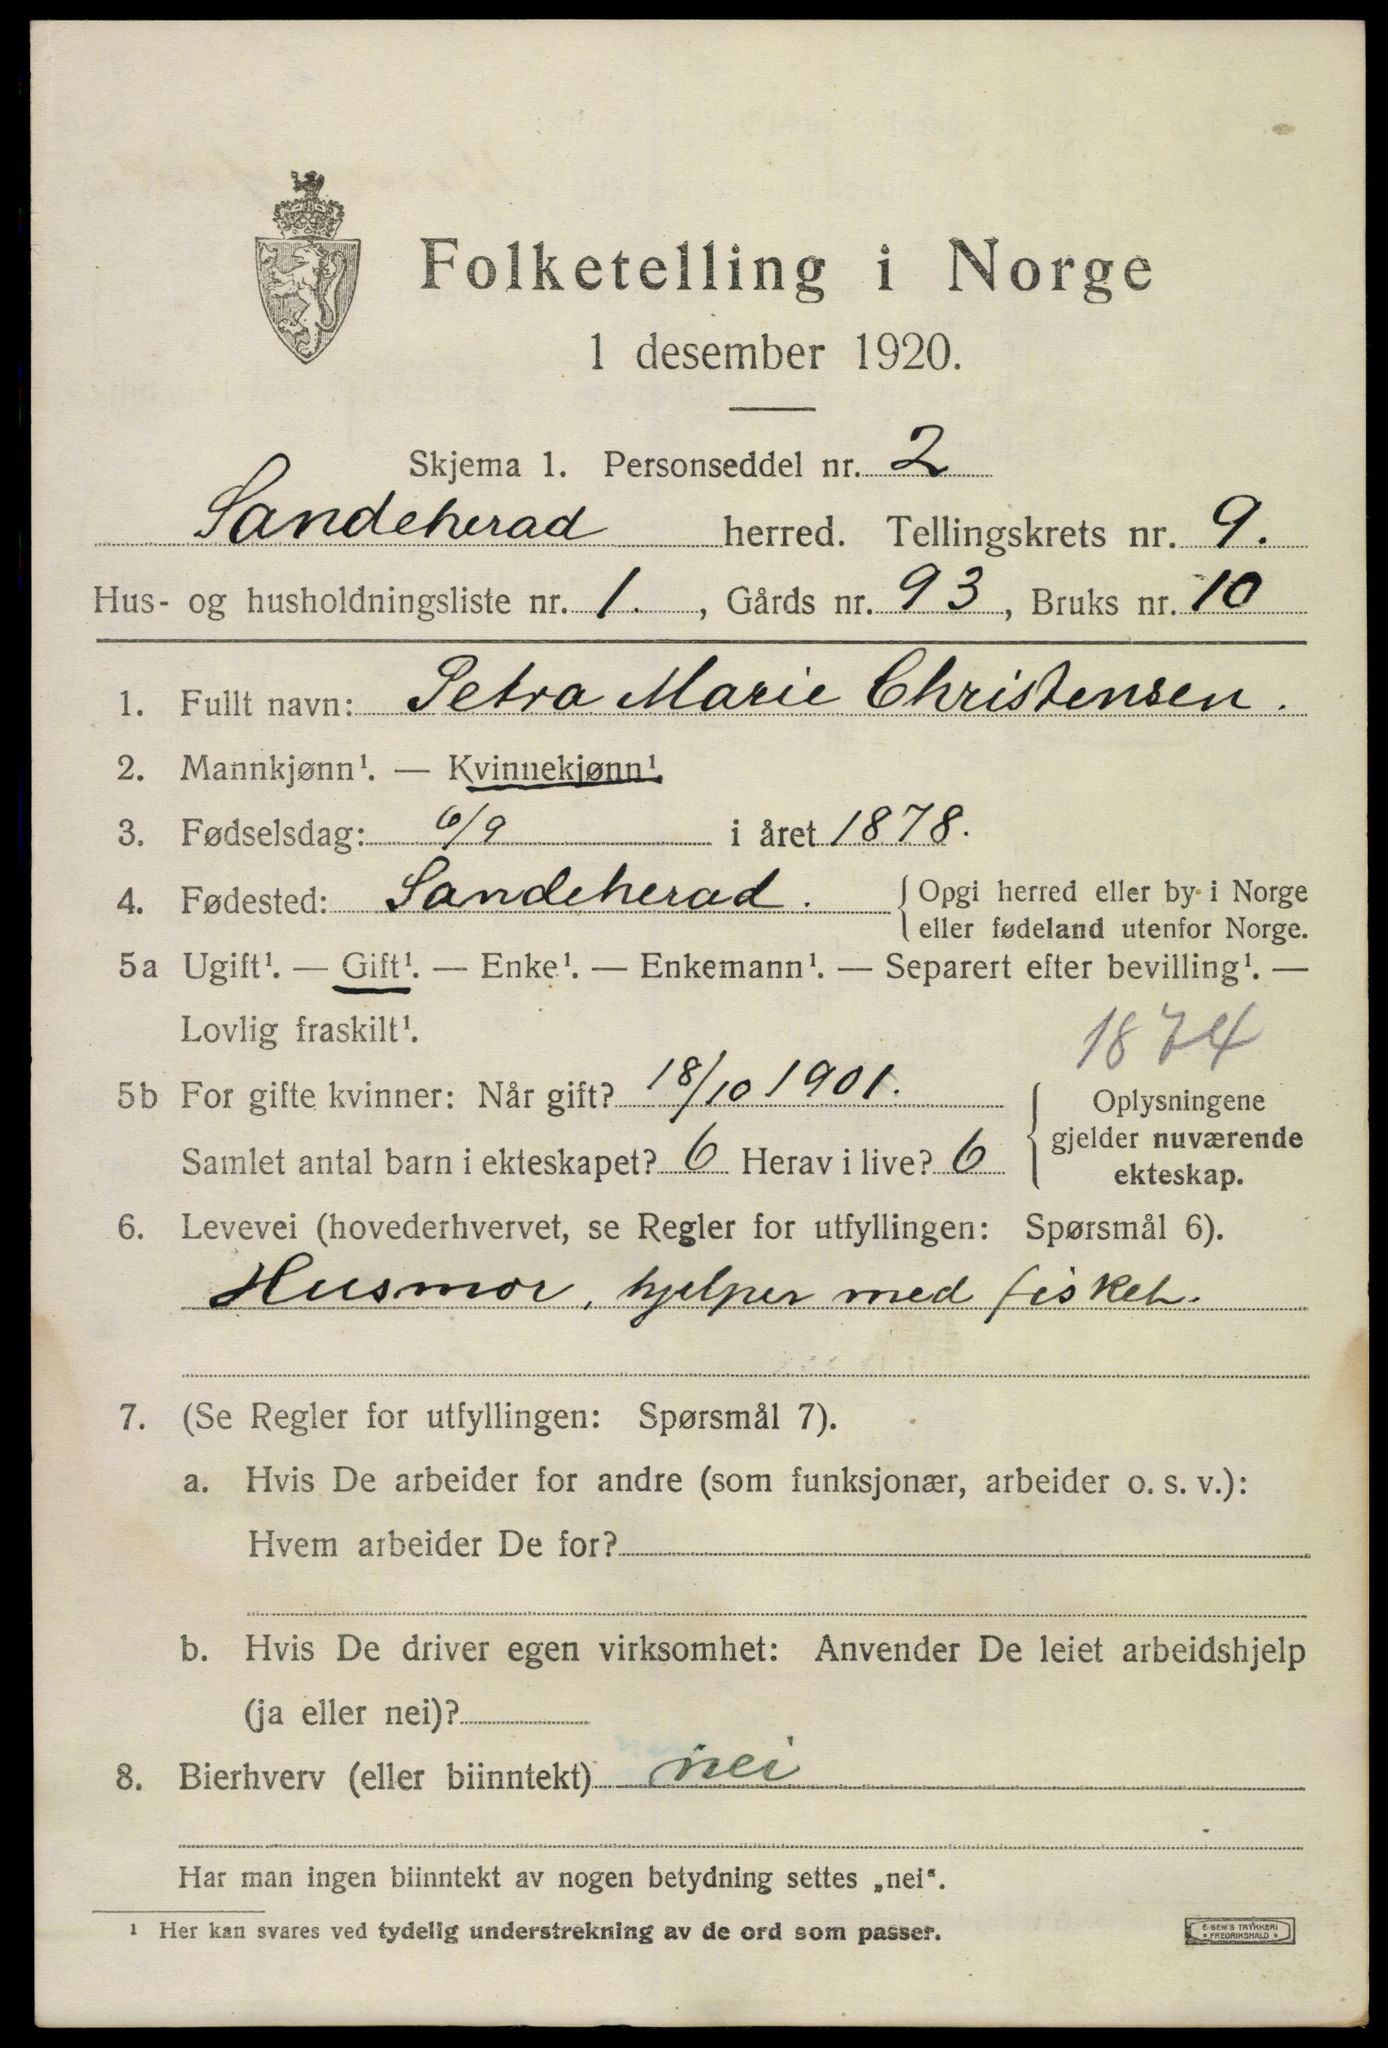 Folketelling i Norge
1 desember 1920.
Skjema 1. Personseddel nr. 2
Sandeherad herred. Tellingskrets nr. 9.
Hus- og husholdningsliste nr. 1., Gårds nr. 93, Bruks nr. 10
1. Fullt navn: Petra Marie Christensen.
2. Mannkjønn¹. — Kvinnekjønn¹.
3. Fødselsdag: 6/9 i året 1878.
4. Fødested: Sandeherad. { Opgi herred eller by i Norge
eller fødeland utenfor Norge.
5a Ugift¹. — Gift¹. — Enke¹. — Enkemann¹. — Separert efter bevilling¹. —
Lovlig fraskilt¹.
1874
5b For gifte kvinner: Når gift? 18/10 1901.
Samlet antal barn i ekteskapet? 6 Herav i live? 6
Oplysningene
gjelder nuværende
ekteskap.
6. Levevei (hovederhvervet, se Regler for utfyllingen: Spørsmål 6).
Husmor, hjelper med fisket.
7. (Se Regler for utfyllingen: Spørsmål 7).
a. Hvis De arbeider for andre (som funksjonær, arbeider o. s. v.):
Hvem arbeider De for?
b. Hvis De driver egen virksomhet: Anvender De leiet arbeidshjelp
(ja eller nei)?
8. Bierhverv (eller biinntekt) nei
Har man ingen biinntekt av nogen betydning settes „nei“.
¹ Her kan svares ved tydelig understrekning av de ord som passer.
E. SEM'S TRYKKERI
FREDRIKSHALD